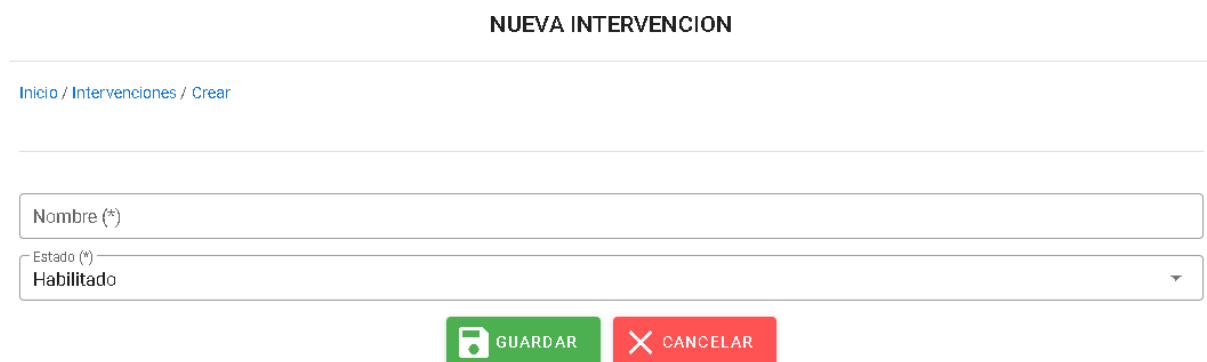 NUEVA INTERVENCION
Inicio / Intervenciones / Crear
Nombre (*)
Estado (*)
Habilitado
GUARDAR CANCELAR